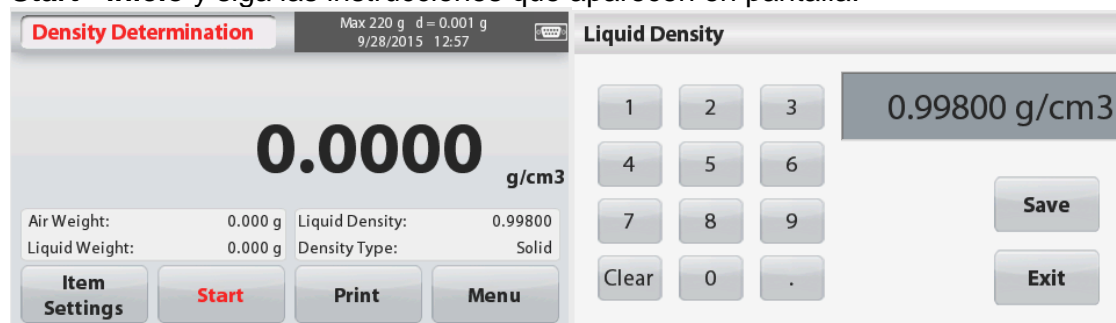 Start - Inicio y siga las instrucciones que aparecen en pantalla.
Density Determination
Max 220 g d = 0.001 g
9/28/2015 12:57
0.0000 g/cm3
Air Weight: 0.000 g Liquid Density: 0.99800
Liquid Weight: 0.000 g Density Type: Solid
Item Settings Start Print Menu
Liquid Density
0.99800 g/cm3
1 2 3
4 5 6
7 8 9
Clear 0 .
Save
Exit